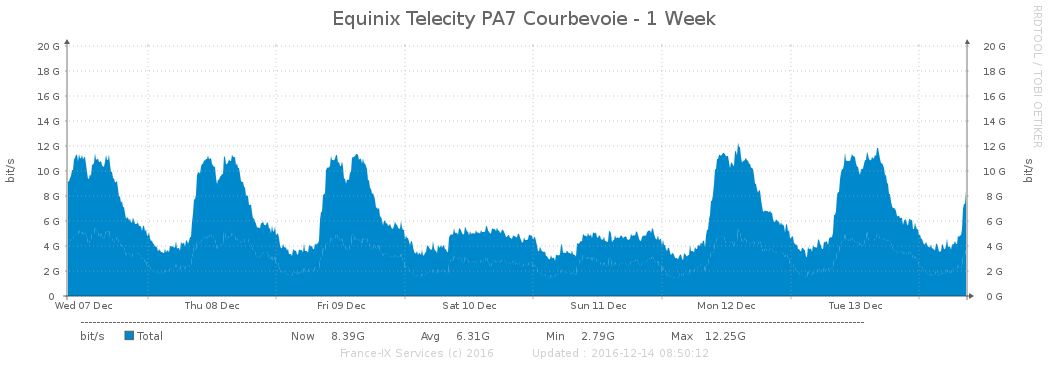 Equinix Telecity PA7 Courbevoie - 1 Week
RRDTOOL / TOBI OETIKER
bit/s
20 G 20 G
18 G 18 G
16 G 16 G
14 G 14 G
12 G 12 G
10 G 10 G
8 G 8 G
6 G 6 G
4 G 4 G
2 G 2 G
0 0 G
bit/s
Wed 07 Dec Thu 08 Dec Fri 09 Dec Sat 10 Dec Sun 11 Dec Mon 12 Dec Tue 13 Dec
bit/s Total Now 8.39G Avg 6.31G Min 2.79G Max 12.25G
France-IX Services (c) 2016 Updated : 2016-12-14 08:50:12